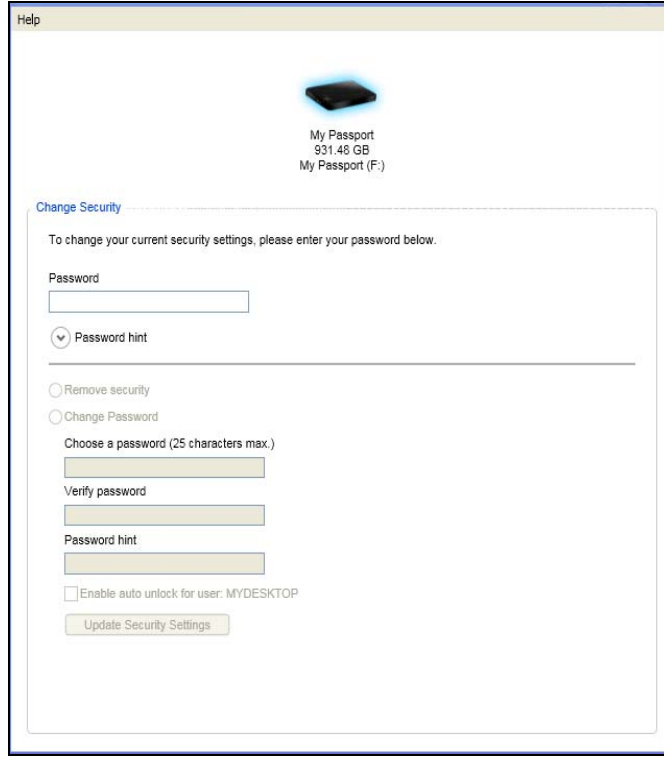 Help
My Passport
931.48 GB
My Passport (F:)
Change Security
To change your current security settings, please enter your password below.
Password
Password hint
Remove security
Change Password
Choose a password (25 characters max.)
Verify password
Password hint
Enable auto unlock for user: MYDESKTOP
Update Security Settings